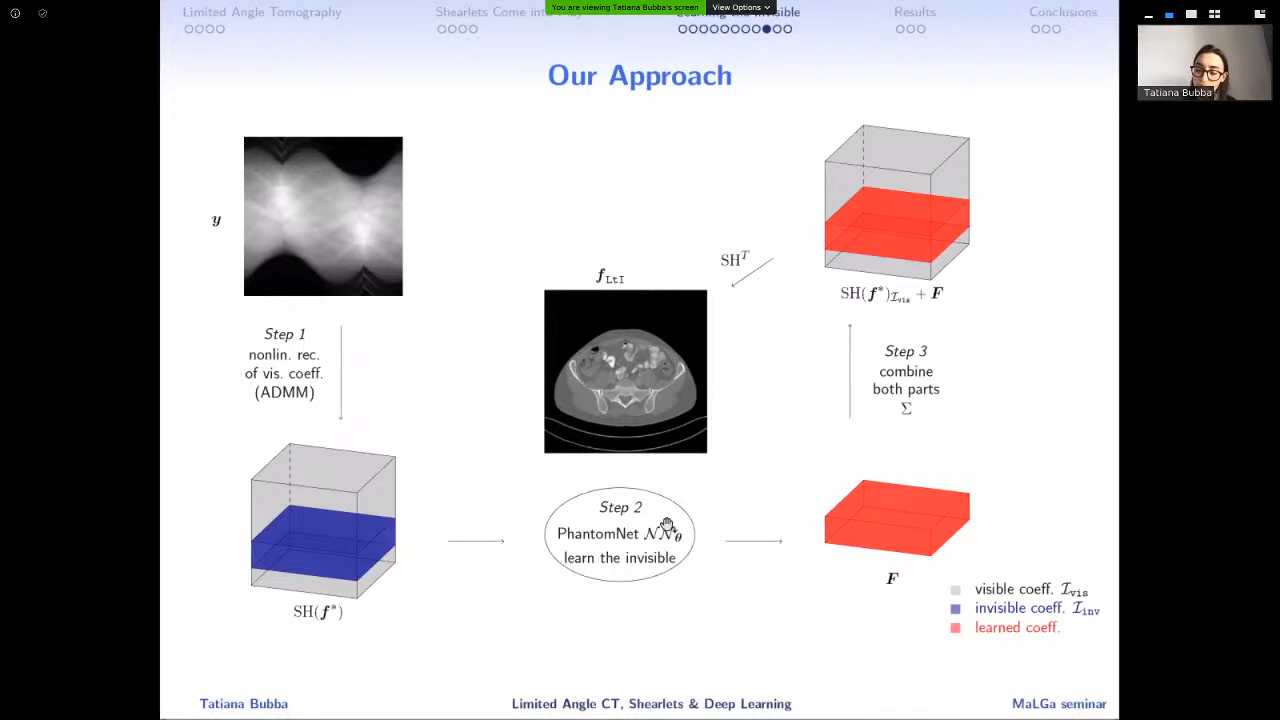 You are viewing Tatiana Bubba's screen
View Options
Limited Angle Tomography
Shearlets Come into
Results
Conclusions
Our Approach
y
Step 1
nonlin. rec.
of vis. coeff.
(ADMM)
SH(f*)
f_LtI
Step 2
PhantomNet NN_θ
learn the invisible
SH^T
SH(f*)_I_vis + F
Step 3
combine
both parts
Σ
F
visible coeff. I_vis
invisible coeff. I_inv
learned coeff.
Tatiana Bubba
Limited Angle CT, Shearlets & Deep Learning
MaLGa seminar
Tatiana Bubba